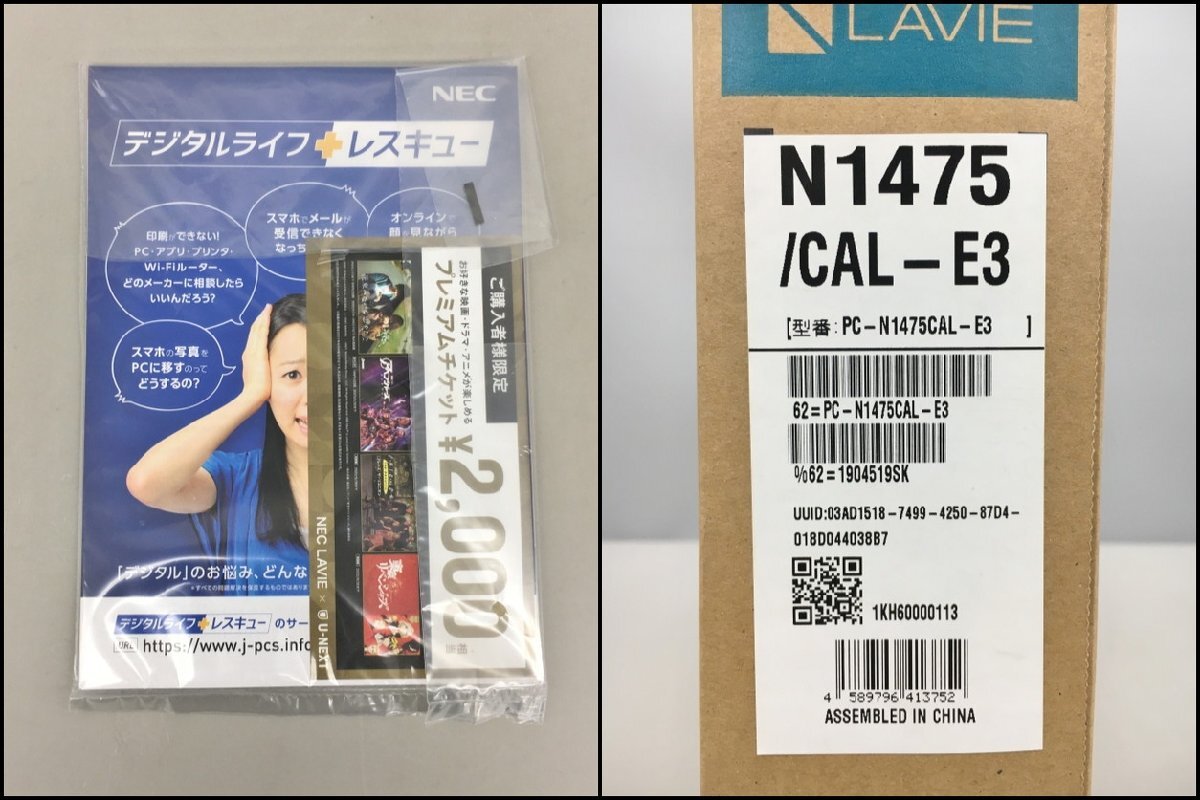 NEC
デジタルライフ+レスキュー
印刷ができない!
PC・アプリ・プリンタ・
Wi-Fiルーター、
どのメーカーに相談したら
いいんだろう?
スマホでメールが
受信できなく
なっち
オンラインで
顔を見ながら
スマホの写真を
PCに移すのって
どうするの?
ご購入者様限定
お好きな映画・ドラマ・アニメが楽しめる
プレミアムチケット
¥2,000
相当
NEC LAVIE × U-NEXT
「デジタル」のお悩み、どんな
デジタルライフ+レスキュー のサー
URL https://www.j-pcs.info
LAVIE
N1475
/CAL-E3
[型番: PC-N1475CAL-E3 ]
62=PC-N1475CAL-E3
%62=1904519SK
UUID:03AD1518-7499-4250-87D4-
018D044038B7
1KH60000113
4 589796 413752
ASSEMBLED IN CHINA